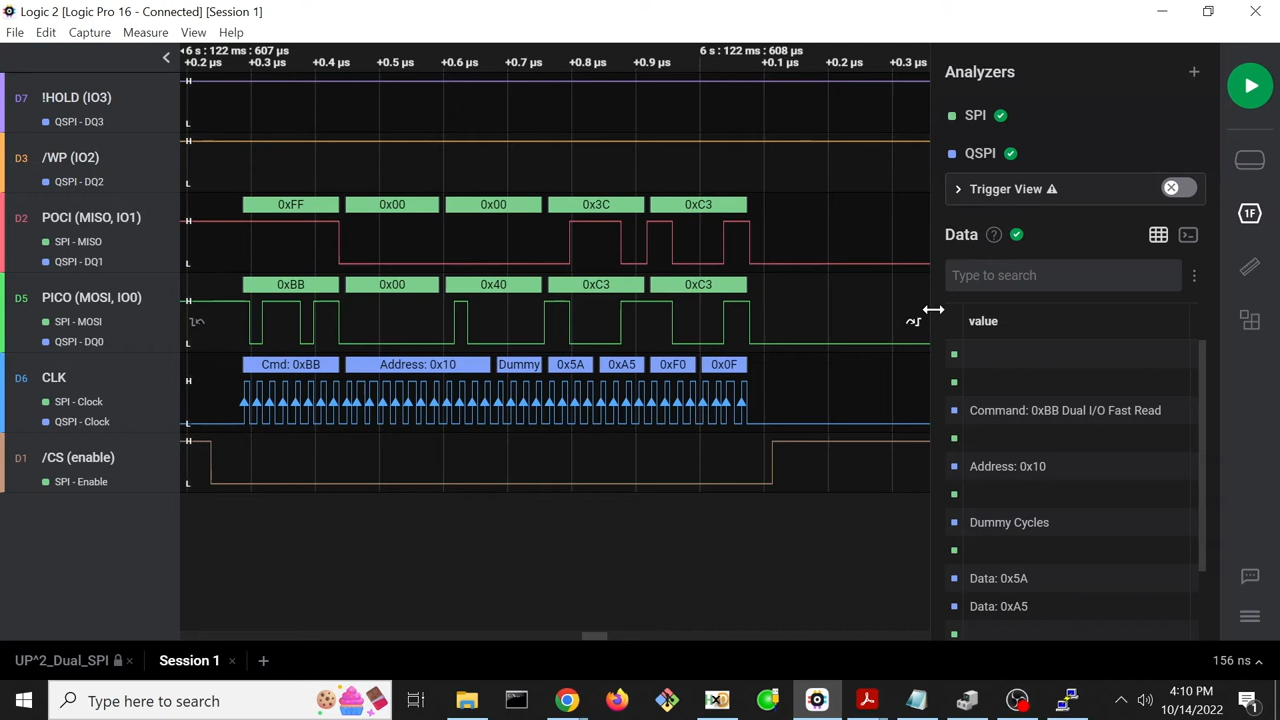 Logic 2 [Logic Pro 16 - Connected] [Session 1]
File Edit Capture Measure View Help
6 s : 122 ms : 607 µs 6 s : 122 ms : 608 µs
+0.2 µs +0.3 µs +0.4 µs +0.5 µs +0.6 µs +0.7 µs +0.8 µs +0.9 µs +0.1 µs +0.2 µs +0.3 µs
D7 !HOLD (IO3)
QSPI - DQ3
H
L
D3 /WP (IO2)
QSPI - DQ2
H
L
D2 POCI (MISO, IO1)
SPI - MISO
QSPI - DQ1
0xFF 0x00 0x00 0x3C 0xC3
H
L
D5 PICO (MOSI, IO0)
SPI - MOSI
QSPI - DQ0
0xBB 0x00 0x40 0xC3 0xC3
H
L
D6 CLK
SPI - Clock
QSPI - Clock
Cmd: 0xBB Address: 0x10 Dummy 0x5A 0xA5 0xF0 0x0F
H
L
D1 /CS (enable)
SPI - Enable
H
L
Analyzers
SPI
QSPI
Trigger View
Data
Type to search
value
Command: 0xBB Dual I/O Fast Read
Address: 0x10
Dummy Cycles
Data: 0x5A
Data: 0xA5
1F
UP^2_Dual_SPI Session 1 156 ns
Type here to search
4:10 PM
10/14/2022
1